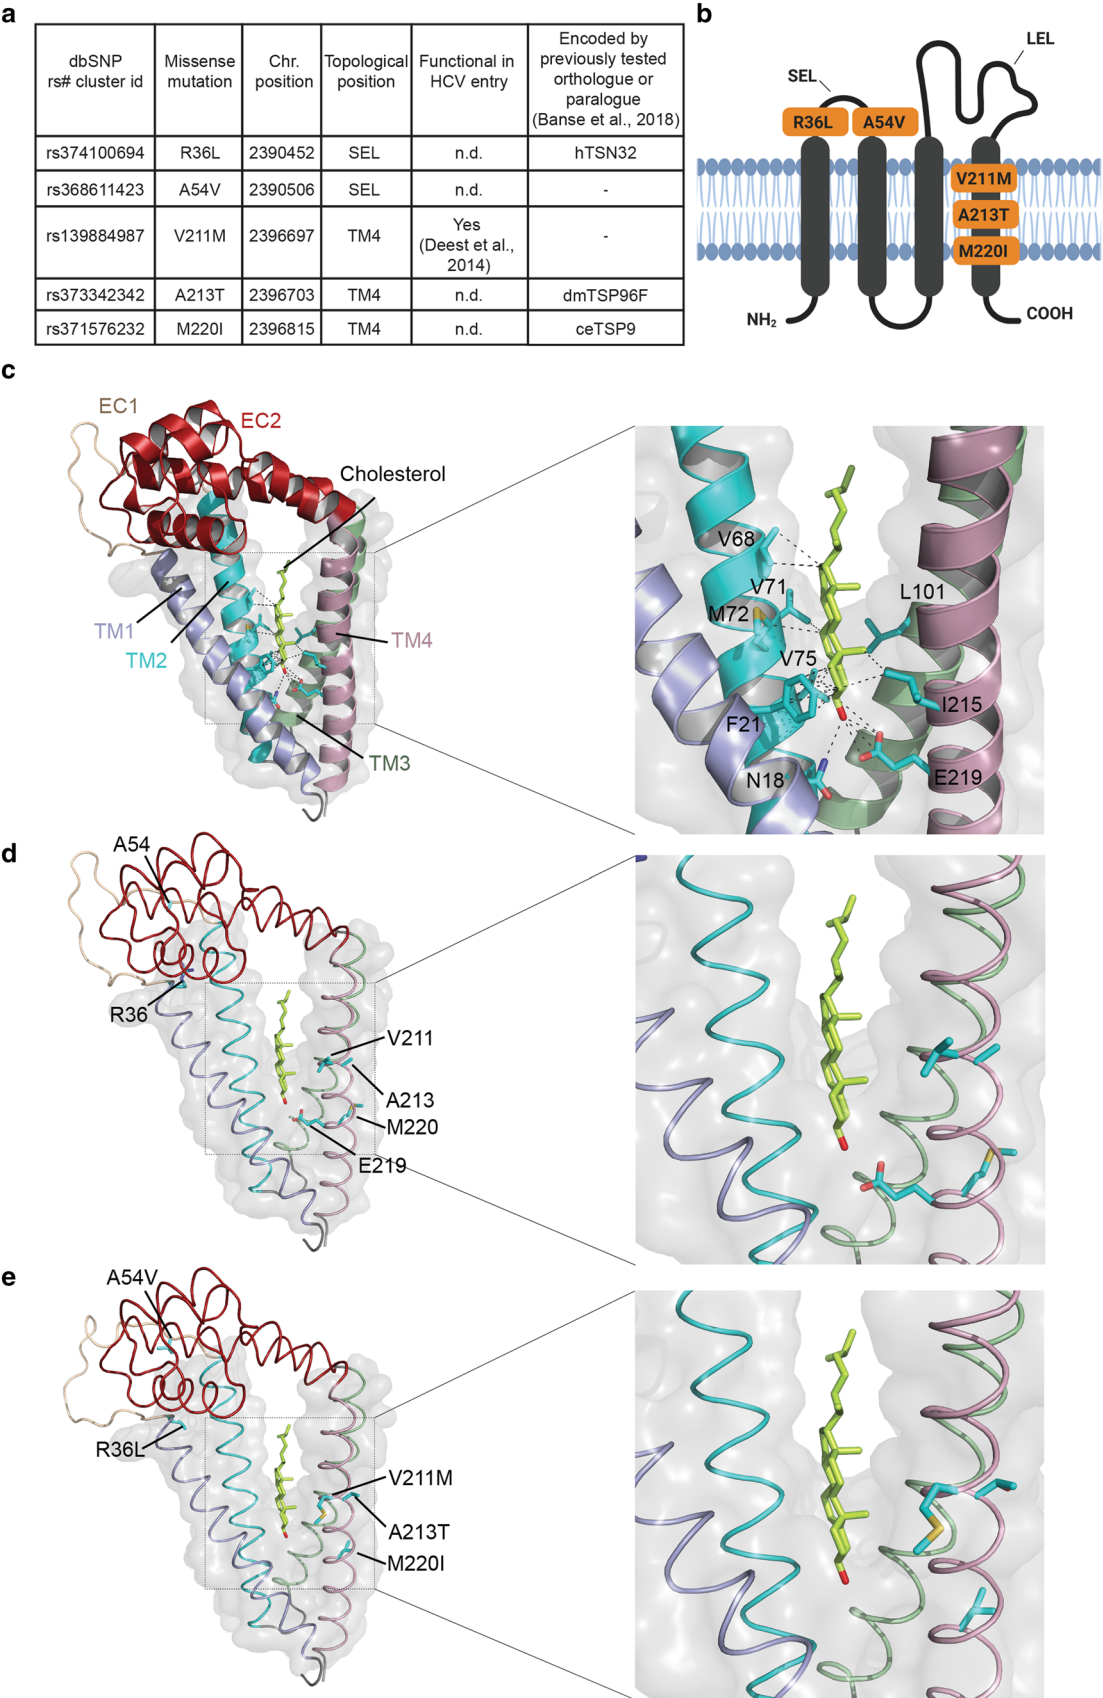 a
dbSNP
rs# cluster id
Missense
mutation
Chr.
position
Topological
position
Functional in
HCV entry
Encoded by
previously tested
orthologue or
paralogue
(Banse et al., 2018)
rs374100694 R36L 2390452 SEL n.d. hTSN32
rs368611423 A54V 2390506 SEL n.d. -
rs139884987 V211M 2396697 TM4 Yes
(Deest et al.,
2014)
-
rs373342342 A213T 2396703 TM4 n.d. dmTSP96F
rs371576232 M220I 2396815 TM4 n.d. ceTSP9
b
LEL
SEL
R36L A54V
V211M
A213T
M220I
NH2
COOH
c
EC1
EC2
Cholesterol
TM1
TM2
TM4
TM3
V68
V71
M72
L101
V75
F21
I215
N18
E219
d
A54
R36
V211
A213
M220
E219
e
A54V
R36L
V211M
A213T
M220I